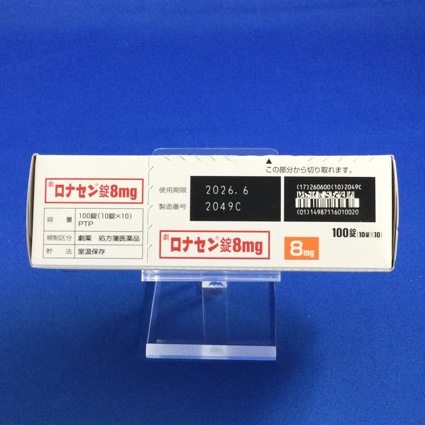 この部分から切り取れます。
劇 ロナセン®錠8mg
容量 100錠(10錠×10) PTP
規制区分 劇薬 処方箋医薬品
貯法 室温保存
使用期限 2026.6
製造番号 2049C
(17)260600(10)2049C
(01)14987116010020
劇 ロナセン®錠8mg
8mg
100錠(10錠×10)